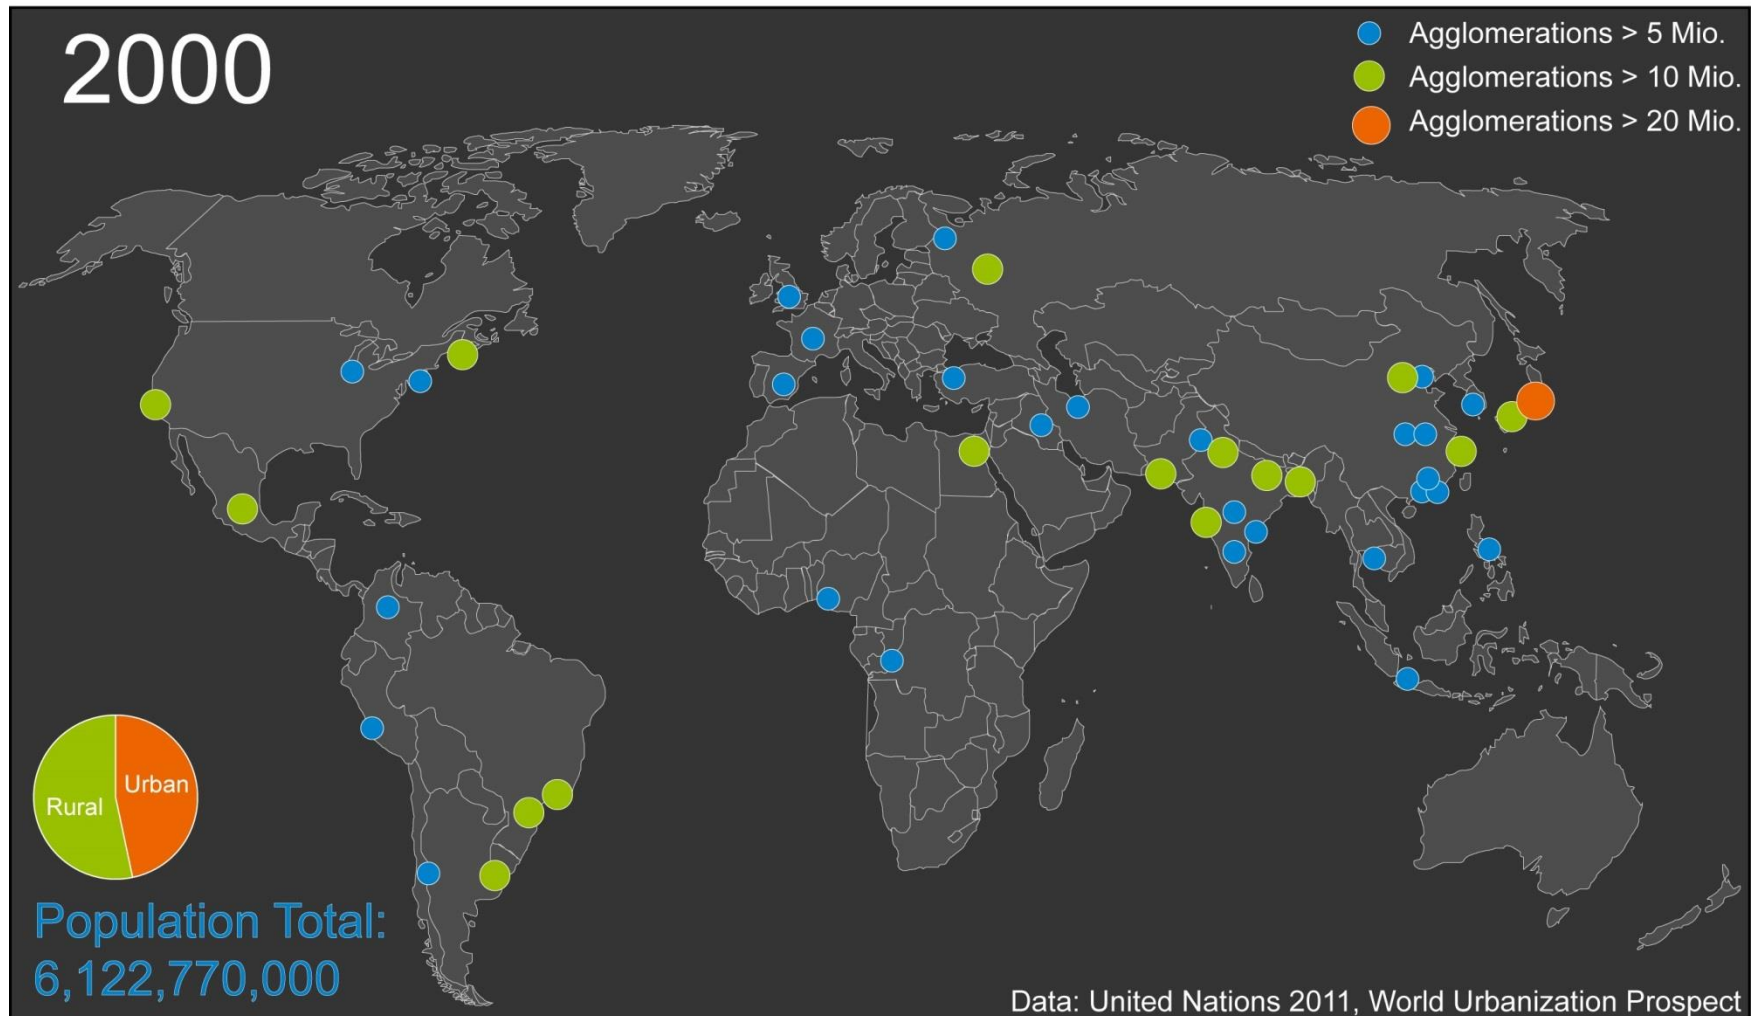 2000
Agglomerations > 5 Mio.
Agglomerations > 10 Mio.
Agglomerations > 20 Mio.
Urban
Rural
Population Total:
6,122,770,000
Data: United Nations 2011, World Urbanization Prospect